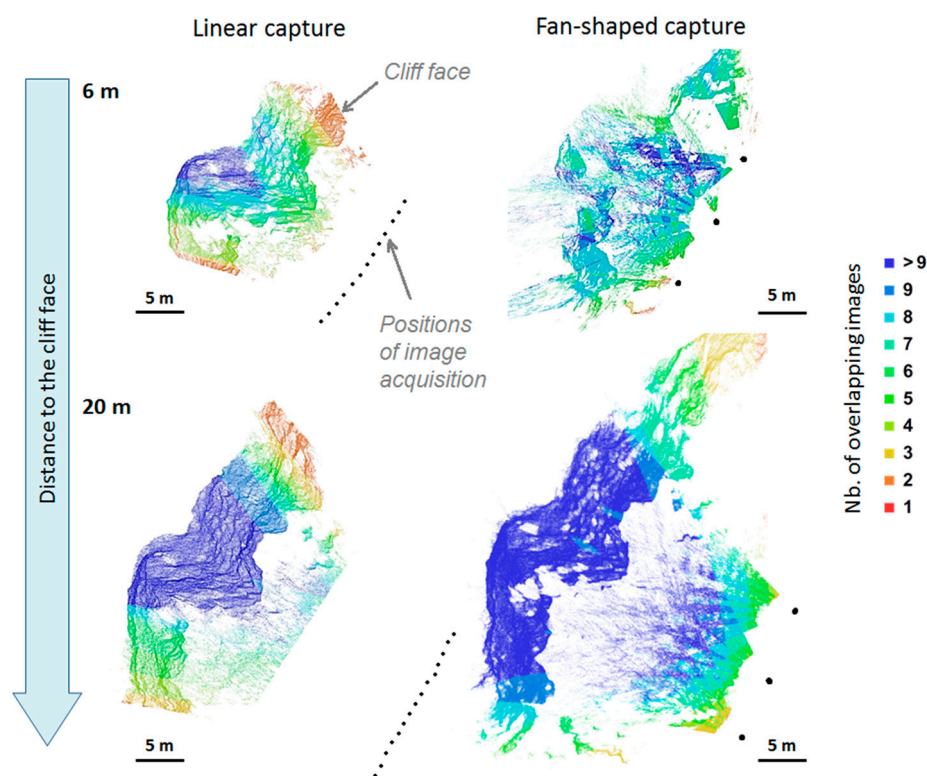 Linear capture
Fan-shaped capture
6 m
Cliff face
5 m
5 m
Positions
of image
acquisition
20 m
Distance to the cliff face
Nb. of overlapping images
>9
9
8
7
6
5
4
3
2
1
5 m
5 m